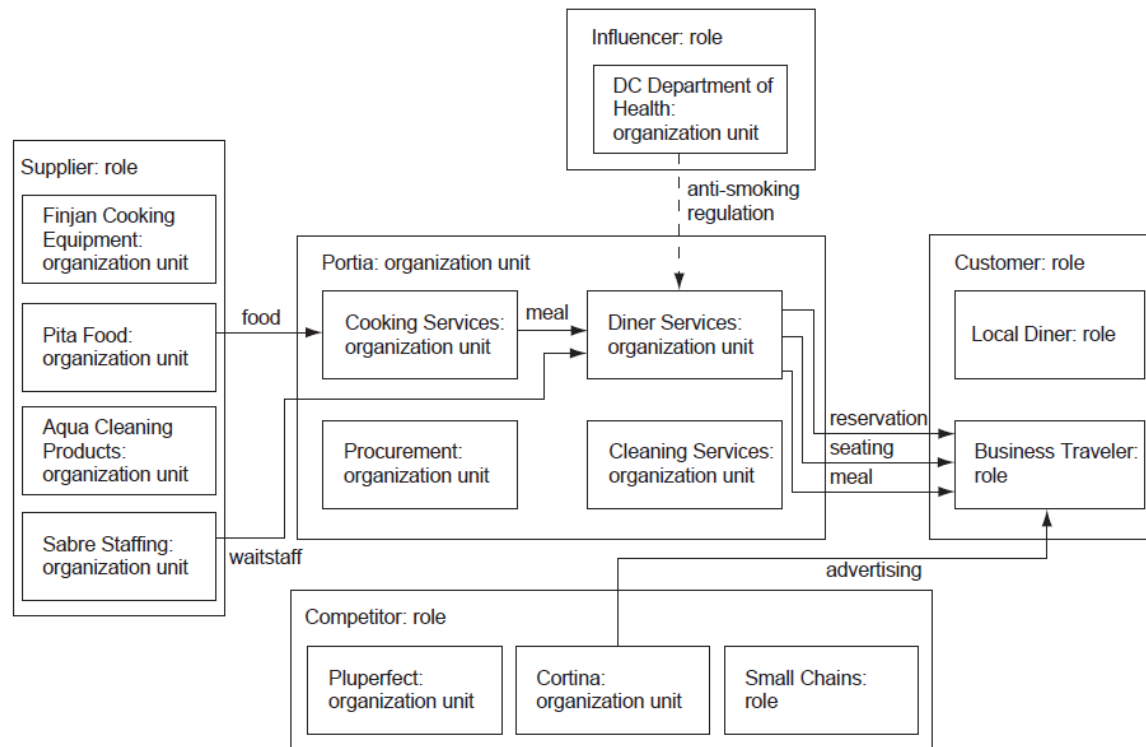 Influencer: role
DC Department of
Health:
organization unit
anti-smoking
regulation
Supplier: role
Finjan Cooking
Equipment:
organization unit
Pita Food:
organization unit
Aqua Cleaning
Products:
organization unit
Sabre Staffing:
organization unit
food
waitstaff
Portia: organization unit
Cooking Services:
organization unit
meal
Diner Services:
organization unit
Procurement:
organization unit
Cleaning Services:
organization unit
reservation
seating
meal
Customer: role
Local Diner: role
Business Traveler:
role
advertising
Competitor: role
Pluperfect:
organization unit
Cortina:
organization unit
Small Chains:
role